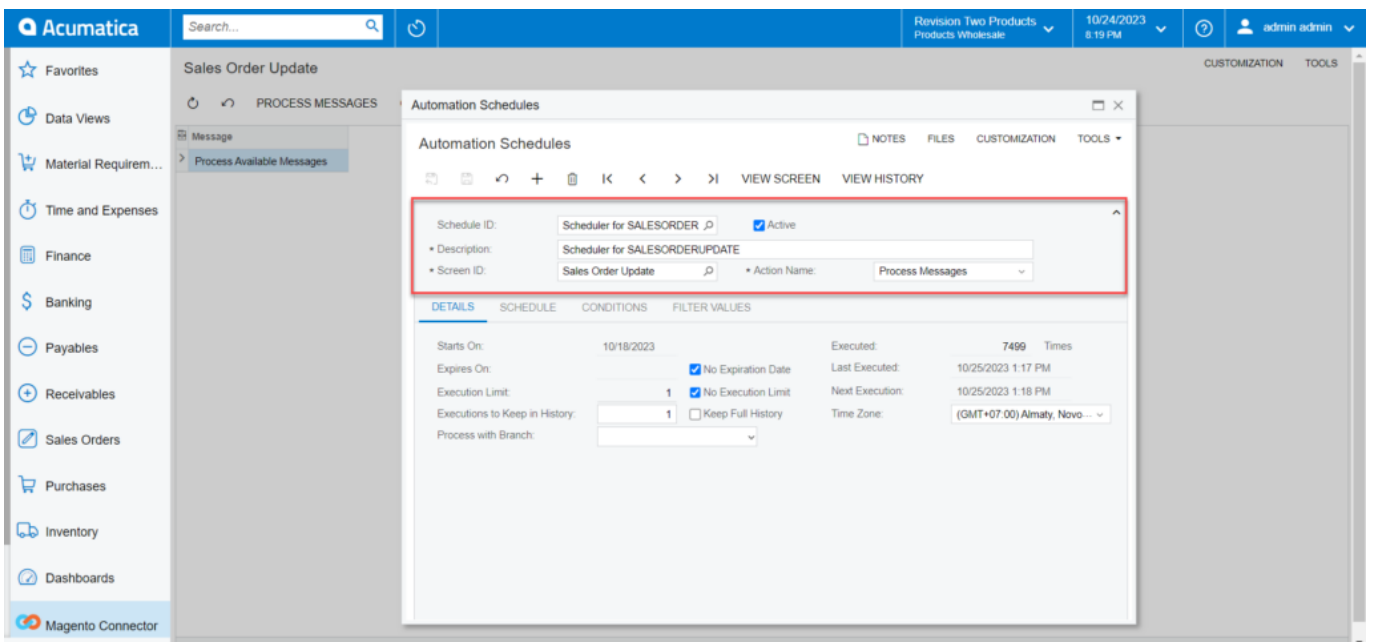 Acumatica
Search...
Revision Two Products
Products Wholesale
10/24/2023
8:19 PM
admin admin
Favorites
Data Views
Material Requirem...
Time and Expenses
Finance
Banking
Payables
Receivables
Sales Orders
Purchases
Inventory
Dashboards
Magento Connector
Sales Order Update
CUSTOMIZATION TOOLS
PROCESS MESSAGES
Message
Process Available Messages
Automation Schedules
Automation Schedules
NOTES FILES CUSTOMIZATION TOOLS
VIEW SCREEN VIEW HISTORY
Schedule ID: Scheduler for SALESORDER Active
• Description: Scheduler for SALESORDERUPDATE
• Screen ID: Sales Order Update • Action Name: Process Messages
DETAILS SCHEDULE CONDITIONS FILTER VALUES
Starts On: 10/18/2023 Executed: 7499 Times
Expires On: No Expiration Date Last Executed: 10/25/2023 1:17 PM
Execution Limit: 1 No Execution Limit Next Execution: 10/25/2023 1:18 PM
Executions to Keep in History: 1 Keep Full History Time Zone: (GMT+07:00) Almaty, Novo...
Process with Branch: